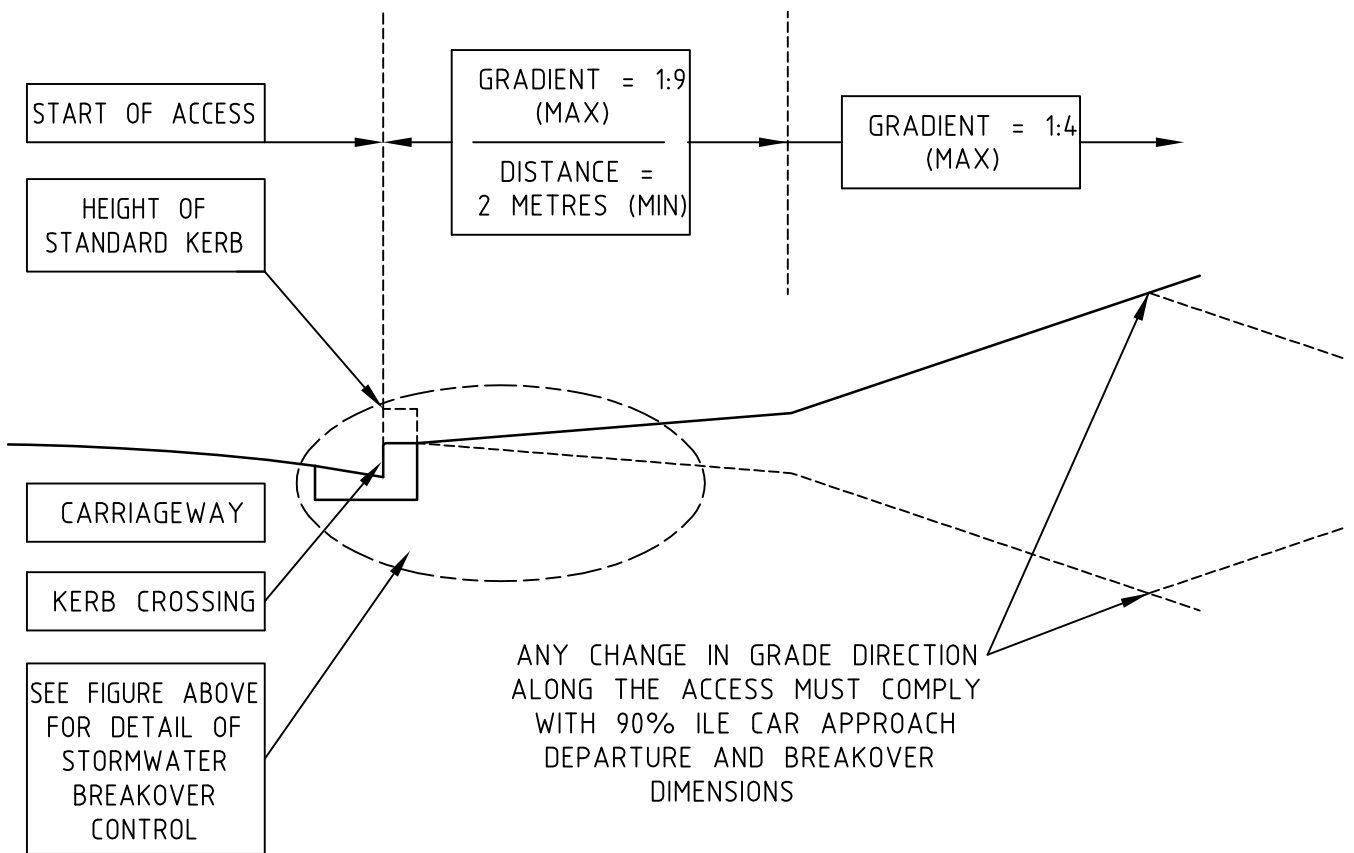 START OF ACCESS
GRADIENT = 1:9
(MAX)
DISTANCE =
2 METRES (MIN)
GRADIENT = 1:4
(MAX)
HEIGHT OF
STANDARD KERB
CARRIAGEWAY
KERB CROSSING
SEE FIGURE ABOVE
FOR DETAIL OF
STORMWATER
BREAKOVER
CONTROL
ANY CHANGE IN GRADE DIRECTION
ALONG THE ACCESS MUST COMPLY
WITH 90% ILE CAR APPROACH
DEPARTURE AND BREAKOVER
DIMENSIONS